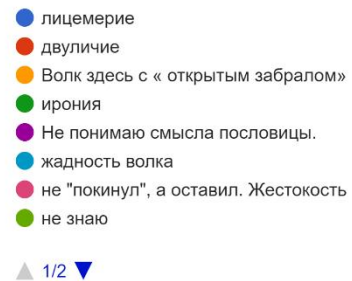 лицемерие
двуличие
Волк здесь с « открытым забралом»
ирония
Не понимаю смысла пословицы.
жадность волка
не "покинул", а оставил. Жестокость
не знаю
1/2